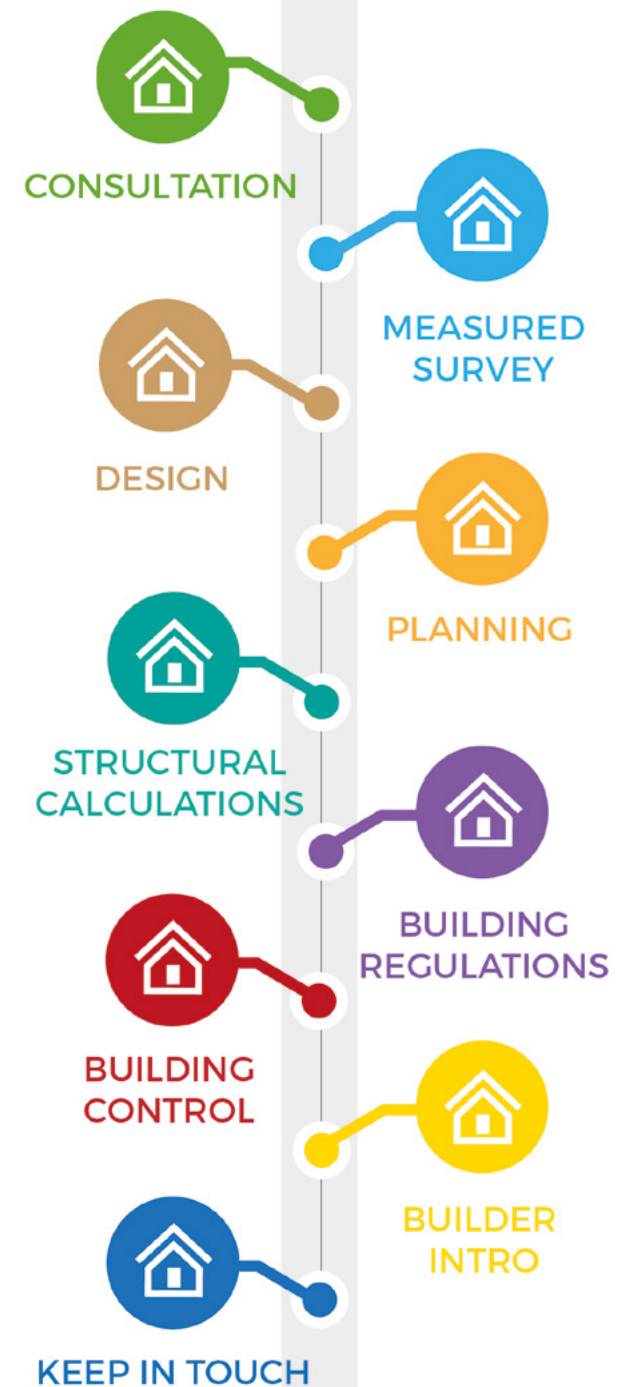 CONSULTATION
MEASURED
SURVEY
DESIGN
PLANNING
STRUCTURAL
CALCULATIONS
BUILDING
REGULATIONS
BUILDING
CONTROL
BUILDER
INTRO
KEEP IN TOUCH